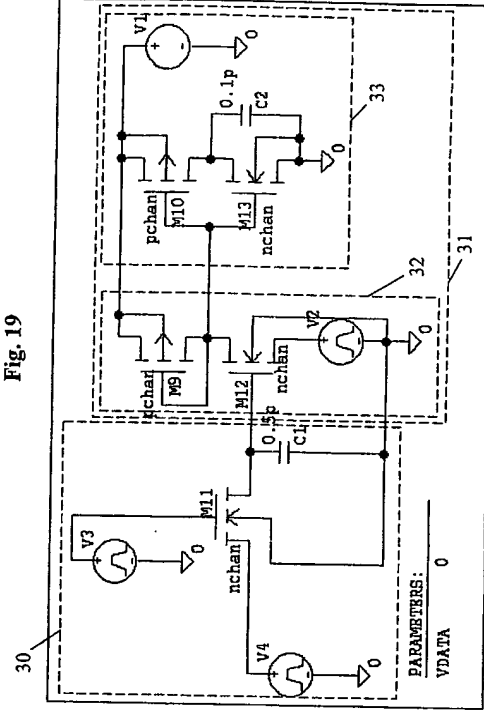 Fig. 19
30
V3
0
V4
0
M11
nchan
0.5p
C1
pchan
M9
M12
nchan
V2
0
pchan
M10
M13
nchan
0.1p
C2
0
V1
0
32
31
33
PARAMETERS:
VDATA 0